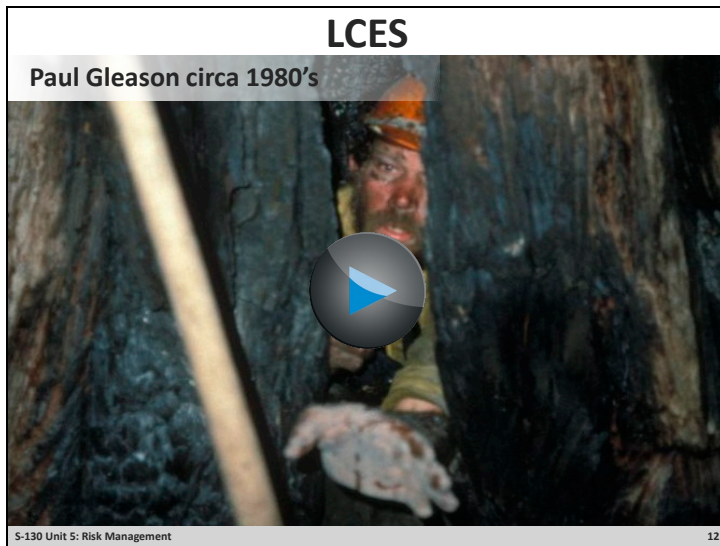 LCES
Paul Gleason circa 1980’s
S-130 Unit 5: Risk Management 12